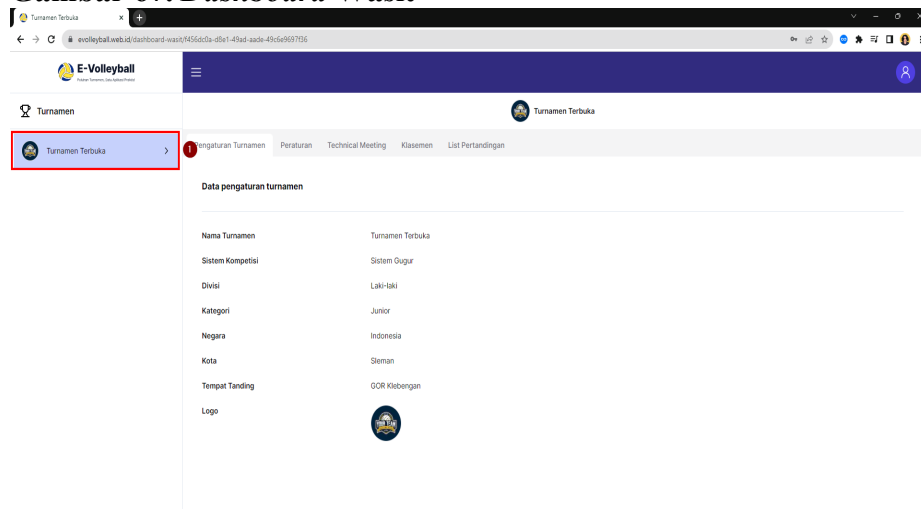 Turnamen Terbuka
evolleyball.web.id/dashboard-wasit/f456dc0a-d8e1-49ad-aade-49c6e9697f36
E-Volleyball
Turnamen
Turnamen Terbuka
Turnamen Terbuka
1
Pengaturan Turnamen Peraturan Technical Meeting Klasemen List Pertandingan
Data pengaturan turnamen
Nama Turnamen Turnamen Terbuka
Sistem Kompetisi Sistem Gugur
Divisi Laki-laki
Kategori Junior
Negara Indonesia
Kota Sleman
Tempat Tanding GOR Klebengan
Logo
YOUR TEAM